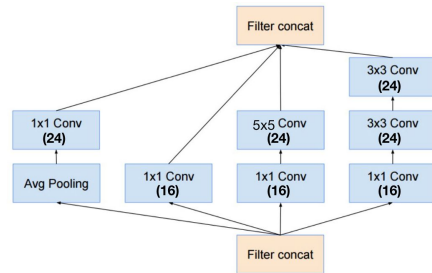 Filter concat
3x3 Conv
(24)
1x1 Conv
(24)
5x5 Conv
(24)
3x3 Conv
(24)
Avg Pooling
1x1 Conv
(16)
1x1 Conv
(16)
1x1 Conv
(16)
Filter concat